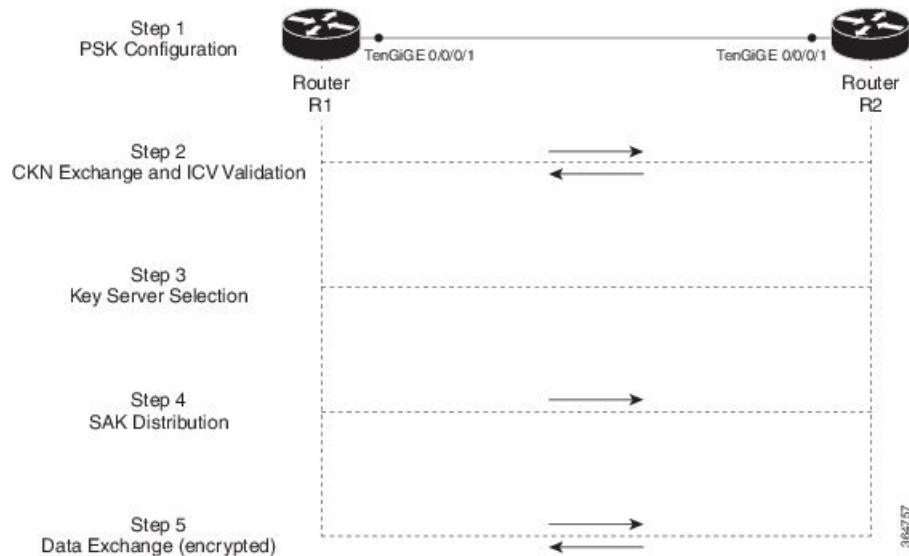 Step 1
PSK Configuration
TenGiGE 0/0/0/1
TenGiGE 0/0/0/1
Router
R1
Router
R2
Step 2
CKN Exchange and ICV Validation
Step 3
Key Server Selection
Step 4
SAK Distribution
Step 5
Data Exchange (encrypted)
364757